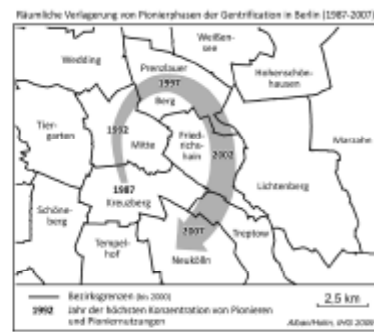 Räumliche Verlagerung von Pionierphasen der Gentrification in Berlin (1987-2007)
Weißen-
see
Wedding
Prenzlauer
Hohenschön-
hausen
1997
Berg
Tier-
garten
1992
Mitte
Fried-
richs-
hain
2002
Marzahn
1987
Kreuzberg
Lichtenberg
Schöne-
berg
Tempel-
hof
2007
Treptow
Neukölln
Bezirksgrenzen (bis 2000)
2.5 km
1992 Jahr der höchsten Konzentration von Pionieren
und Pioniernutzungen
2008